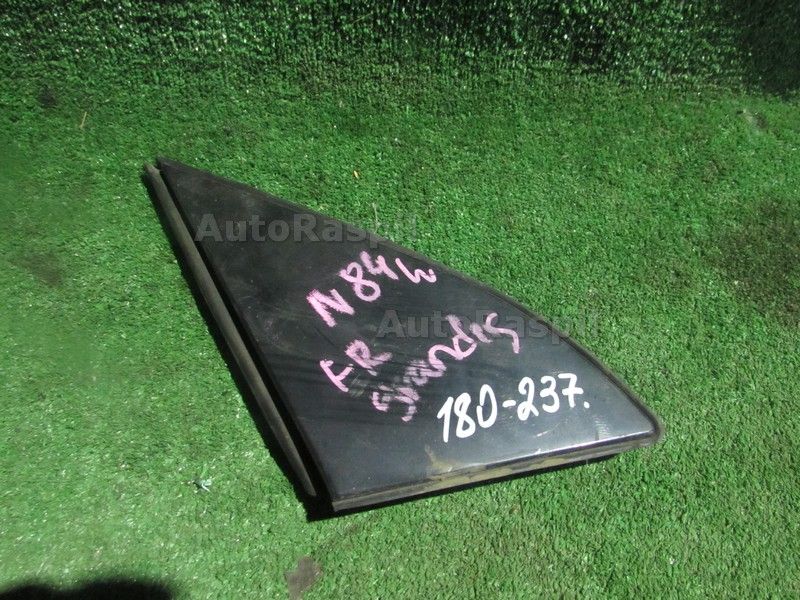 AutoRaspil
N84W
AutoRaspil
FR
Grandis
180-237.